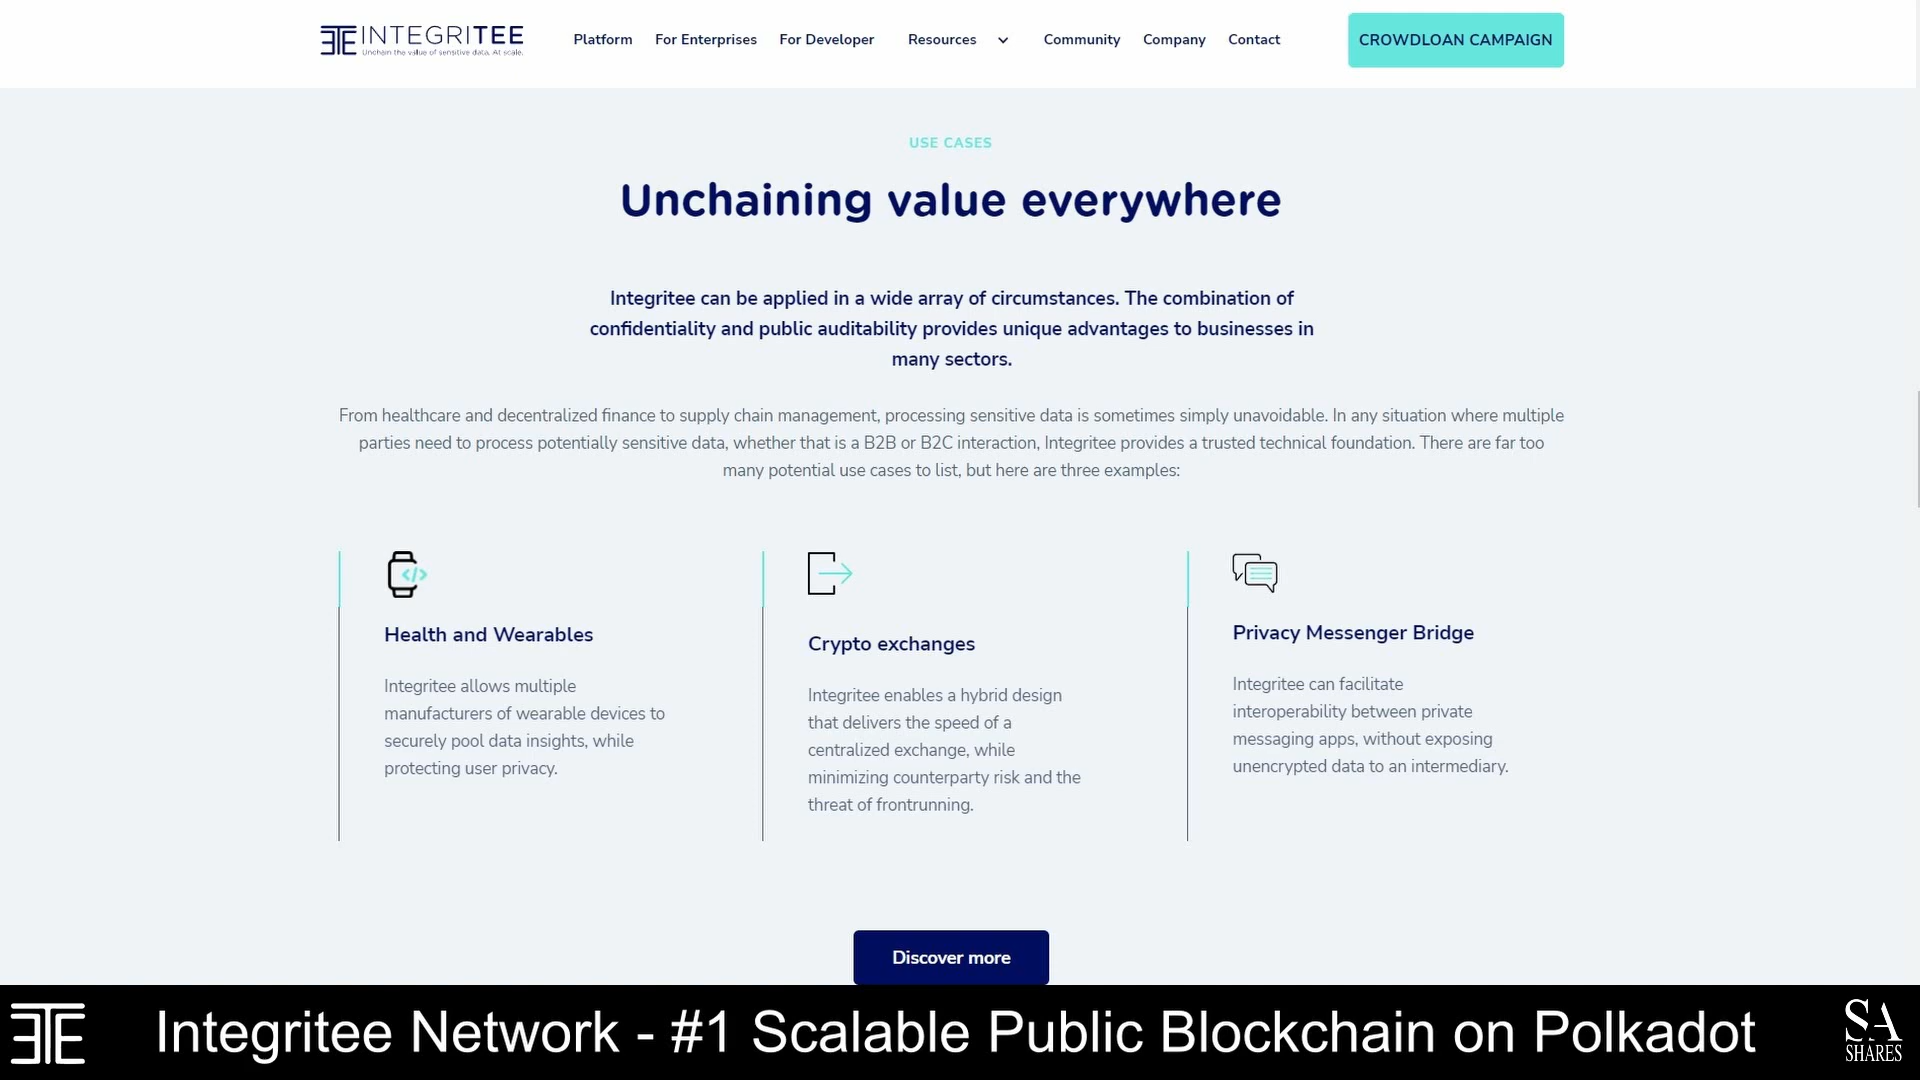 INTEGRITEE
Unchain the value of sensitive data. At scale.
Platform
For Enterprises
For Developer
Resources
Community
Company
Contact
CROWDLOAN CAMPAIGN
USE CASES
Unchaining value everywhere
Integritee can be applied in a wide array of circumstances. The combination of
confidentiality and public auditability provides unique advantages to businesses in
many sectors.
From healthcare and decentralized finance to supply chain management, processing sensitive data is sometimes simply unavoidable. In any situation where multiple
parties need to process potentially sensitive data, whether that is a B2B or B2C interaction, Integritee provides a trusted technical foundation. There are far too
many potential use cases to list, but here are three examples:
Health and Wearables
Integritee allows multiple
manufacturers of wearable devices to
securely pool data insights, while
protecting user privacy.
Crypto exchanges
Integritee enables a hybrid design
that delivers the speed of a
centralized exchange, while
minimizing counterparty risk and the
threat of frontrunning.
Privacy Messenger Bridge
Integritee can facilitate
interoperability between private
messaging apps, without exposing
unencrypted data to an intermediary.
Discover more
Integritee Network - #1 Scalable Public Blockchain on Polkadot
SA
SHARES